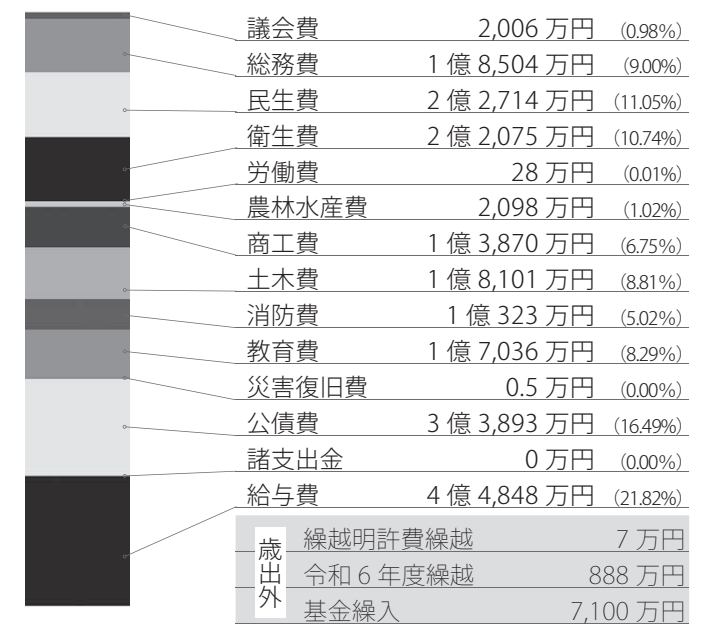 議会費 2,006 万円 (0.98%)
総務費 1 億 8,504 万円 (9.00%)
民生費 2 億 2,714 万円 (11.05%)
衛生費 2 億 2,075 万円 (10.74%)
労働費 28 万円 (0.01%)
農林水産費 2,098 万円 (1.02%)
商工費 1 億 3,870 万円 (6.75%)
土木費 1 億 8,101 万円 (8.81%)
消防費 1 億 323 万円 (5.02%)
教育費 1 億 7,036 万円 (8.29%)
災害復旧費 0.5 万円 (0.00%)
公債費 3 億 3,893 万円 (16.49%)
諸支出金 0 万円 (0.00%)
給与費 4 億 4,848 万円 (21.82%)
歳出外
繰越明許費繰越 7 万円
令和 6 年度繰越 888 万円
基金繰入 7,100 万円